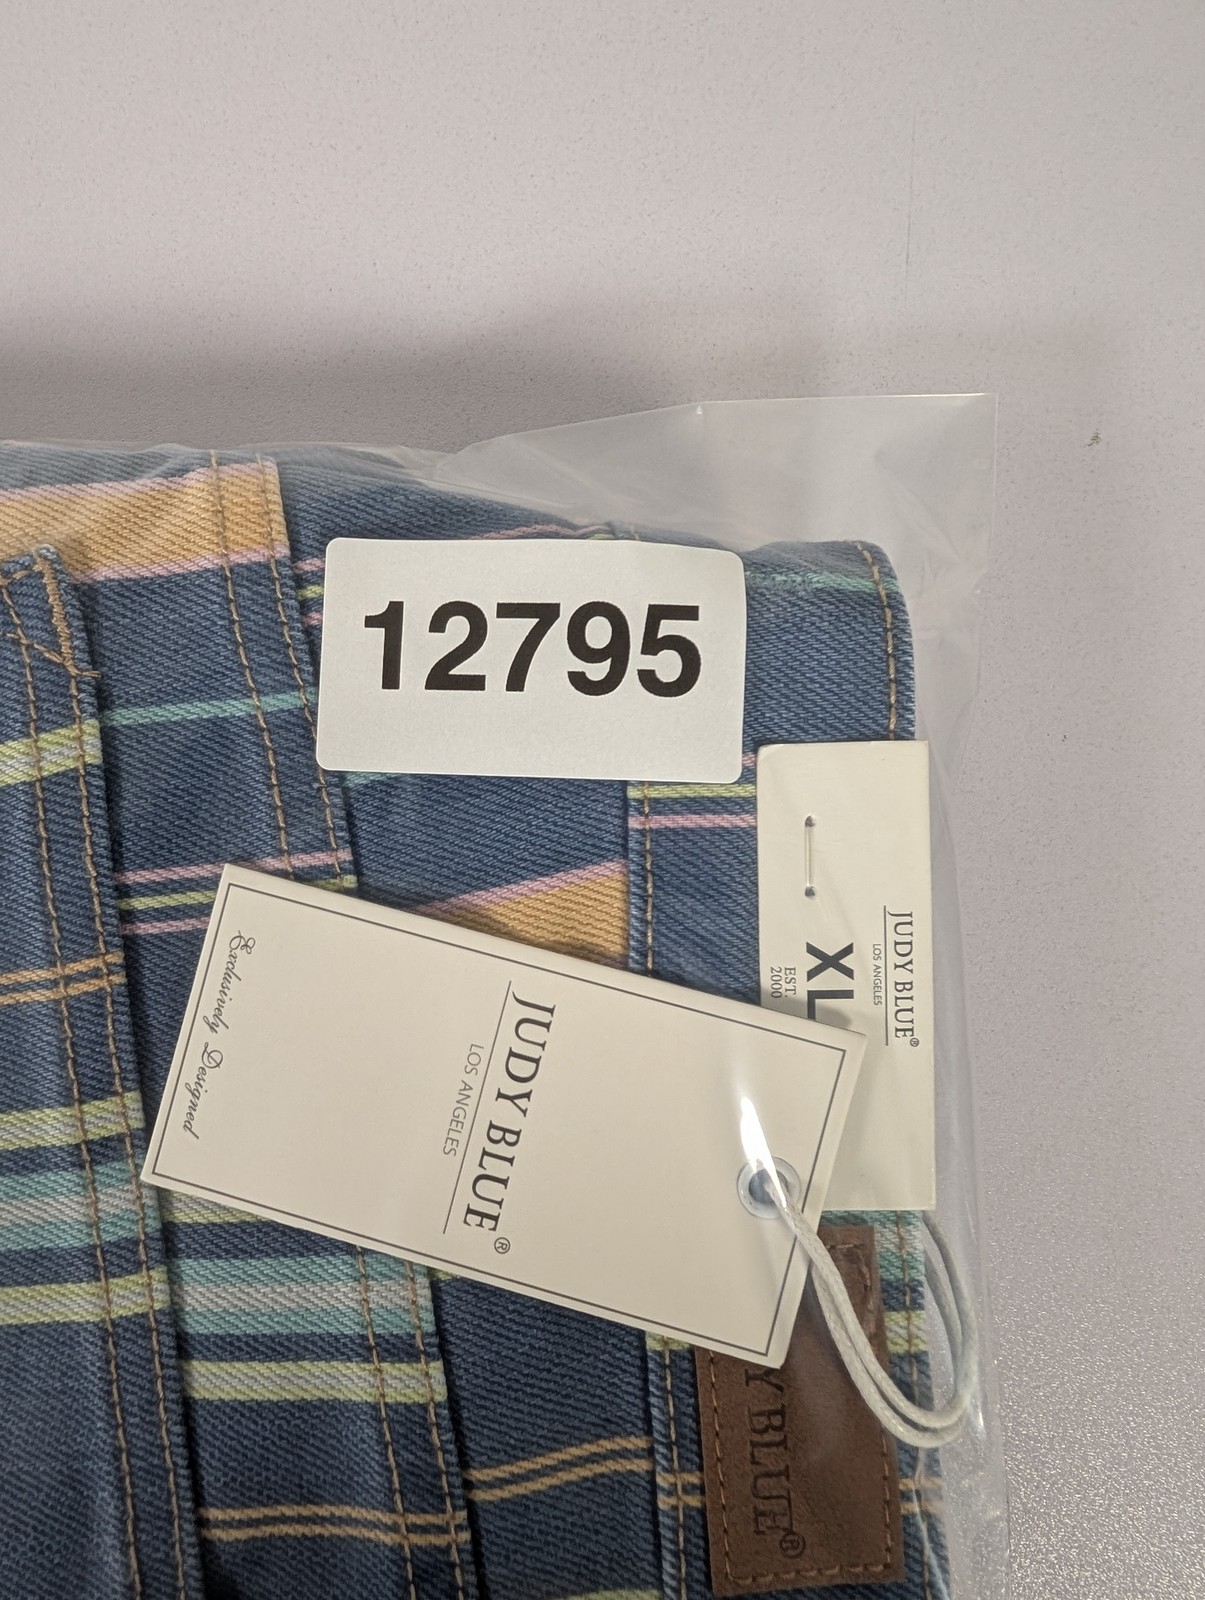 12795
JUDY BLUE®
LOS ANGELES
XL
EST.
2000
JUDY BLUE®
LOS ANGELES
Exclusively Designed
Y BLUE®